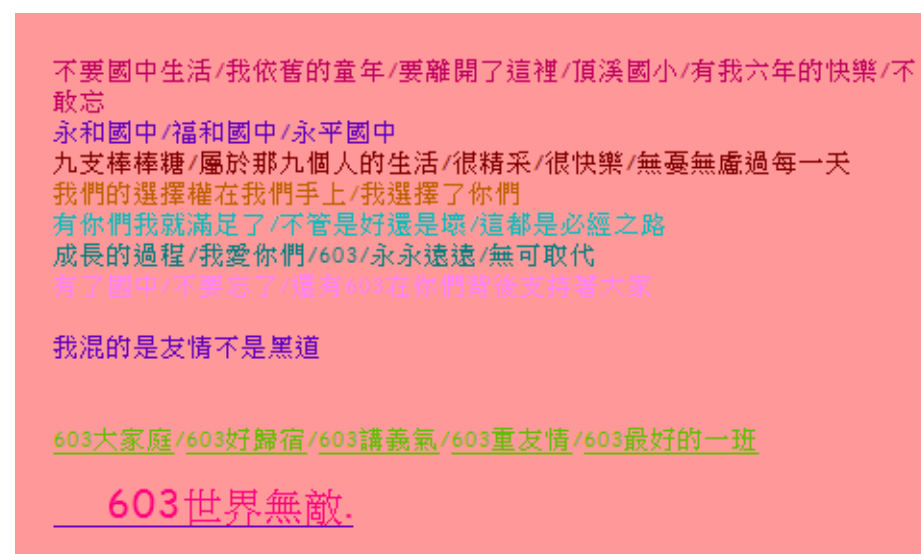 不要國中生活/我依舊的童年/要離開了這裡/頂溪國小/有我六年的快樂/不
敢忘
永和國中/福和國中/永平國中
九支棒棒糖/屬於那九個人的生活/很精采/很快樂/無憂無慮過每一天
我們的選擇權在我們手上/我選擇了你們
有你們我就滿足了/不管是好還是壞/這都是必經之路
成長的過程/我愛你們/603/永永遠遠/無可取代
有了國中/不要忘了/還有603在你們背後支持著大家
我混的是友情不是黑道
603大家庭/603好歸宿/603講義氣/603重友情/603最好的一班
603世界無敵.